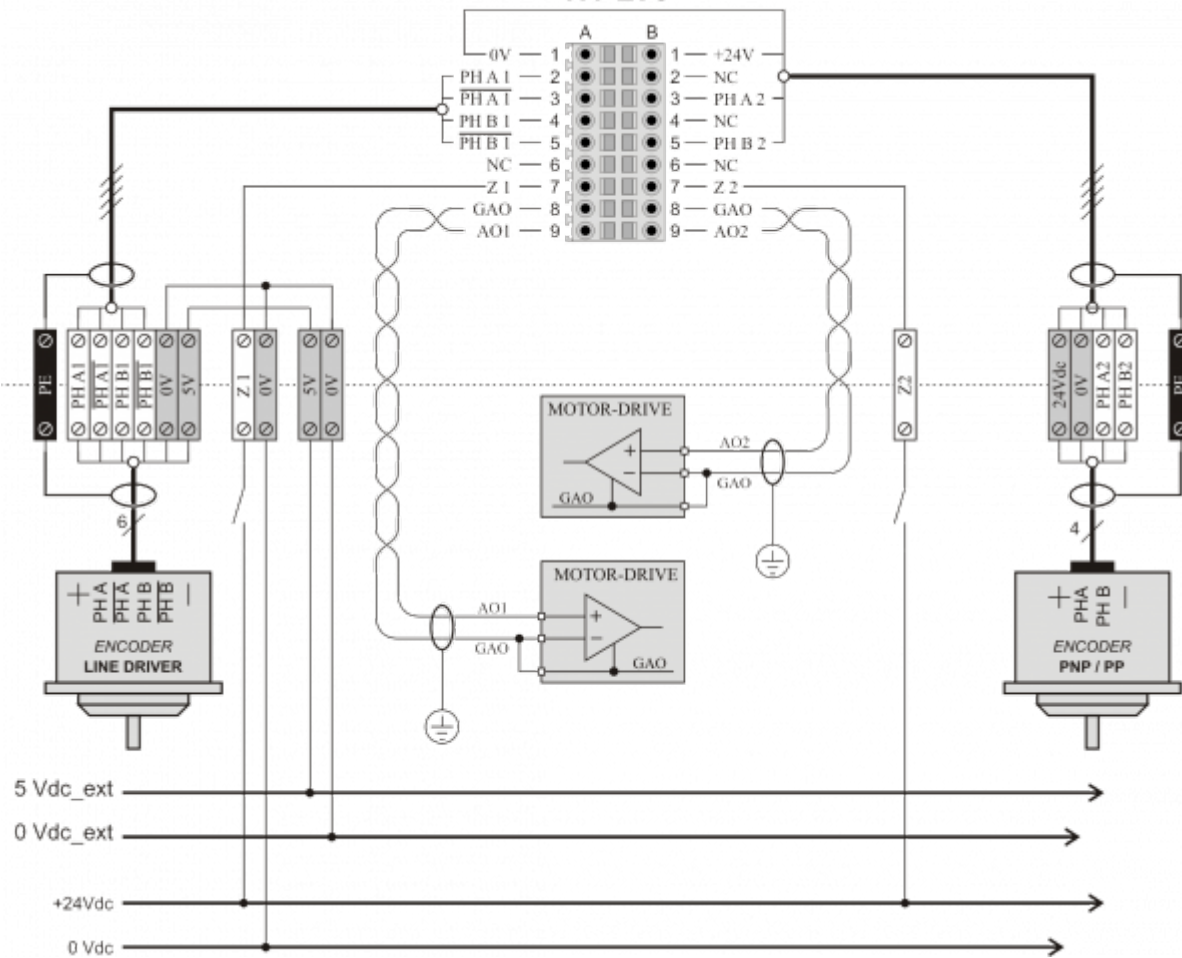 A B
0V 1 1 +24V
PH A 1 2 2 NC
PH A 1 3 3 PH A 2
PH B 1 4 4 NC
PH B 1 5 5 PH B 2
NC 6 6 NC
Z 1 7 7 Z 2
GAO 8 8 GAO
AO1 9 9 AO2
PE
PH A1
PH A1
PH B1
PH B1
0V
5V
Z 1
0V
5V
0V
Z2
24Vdc
0V
PH A2
PH B2
PE
MOTOR-DRIVE
+
−
AO2
GAO
GAO
6
4
MOTOR-DRIVE
AO1
+
−
GAO
GAO
+ PH A PH A PH B PH B −
ENCODER
LINE DRIVER
+ PHA PH B −
ENCODER
PNP / PP
5 Vdc_ext
0 Vdc_ext
+24Vdc
0 Vdc